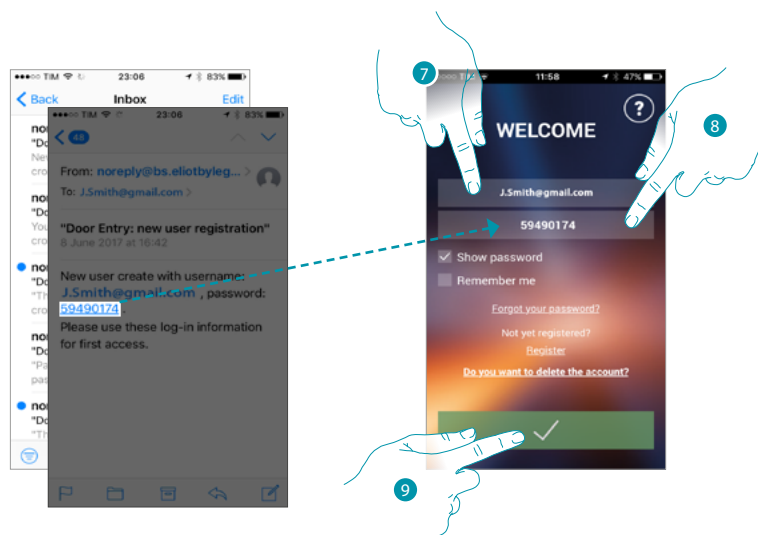 ●●●○○ TIM 23:06 83%
Back Inbox Edit
●●●○○ TIM 23:06 83%
48
From: noreply@bs.eliotbyleg...
To: J.Smith@gmail.com
"Door Entry: new user registration"
8 June 2017 at 16:42
New user create with username:
J.Smith@gmail.com , password:
59490174 .
Please use these log-in information
for first access.
7
TIM 11:58 47%
?
8
WELCOME
J.Smith@gmail.com
59490174
Show password
Remember me
Forgot your password?
Not yet registered?
Register
Do you want to delete the account?
9